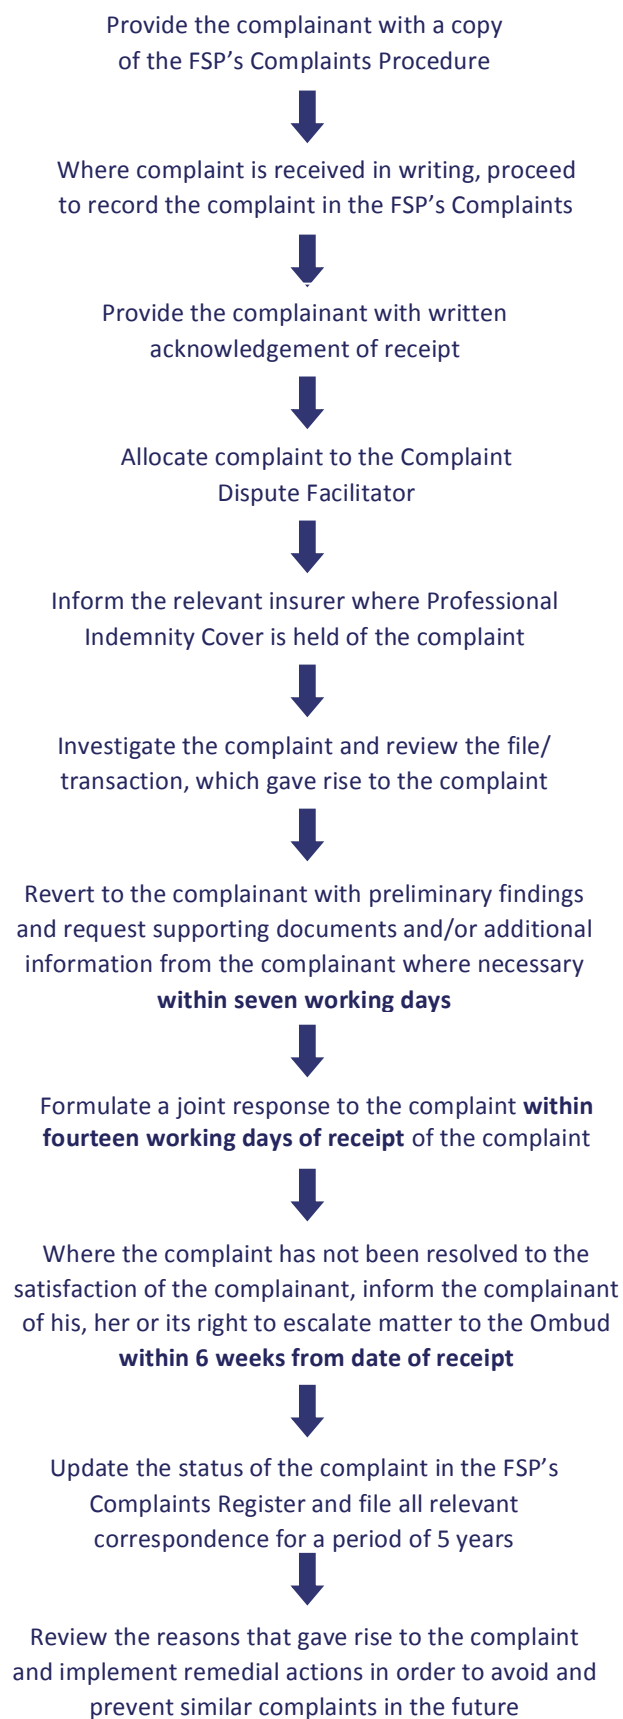 Provide the complainant with a copy
of the FSP’s Complaints Procedure
Where complaint is received in writing, proceed
to record the complaint in the FSP’s Complaints
Provide the complainant with written
acknowledgement of receipt
Allocate complaint to the Complaint
Dispute Facilitator
Inform the relevant insurer where Professional
Indemnity Cover is held of the complaint
Investigate the complaint and review the file/
transaction, which gave rise to the complaint
Revert to the complainant with preliminary findings
and request supporting documents and/or additional
information from the complainant where necessary
within seven working days
Formulate a joint response to the complaint within
fourteen working days of receipt of the complaint
Where the complaint has not been resolved to the
satisfaction of the complainant, inform the complainant
of his, her or its right to escalate matter to the Ombud
within 6 weeks from date of receipt
Update the status of the complaint in the FSP’s
Complaints Register and file all relevant
correspondence for a period of 5 years
Review the reasons that gave rise to the complaint
and implement remedial actions in order to avoid and
prevent similar complaints in the future